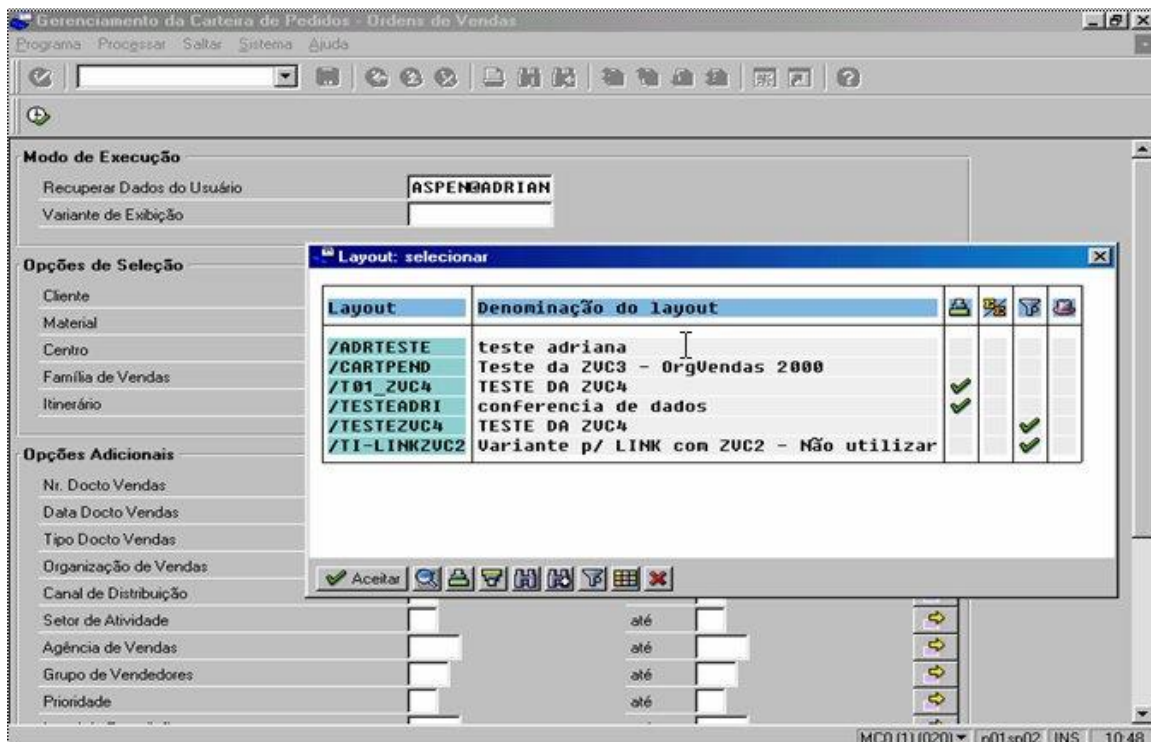 Gerenciamento da Carteira de Pedidos - Ordens de Vendas
Programa Processar Saltar Sistema Ajuda
Modo de Execução
Recuperar Dados do Usuário ASPEN@ADRIAN
Variante de Exibição
Opções de Seleção
Cliente
Material
Centro
Família de Vendas
Itinerário
Opções Adicionais
Nr. Docto Vendas
Data Docto Vendas
Tipo Docto Vendas
Organização de Vendas
Canal de Distribuição
Setor de Atividade até
Agência de Vendas até
Grupo de Vendedores até
Prioridade até
Layout: selecionar
Layout Denominação do layout
/ADRTESTE teste adriana
/CARTPEND Teste da ZVC3 - OrgVendas 2000
/T01_ZVC4 TESTE DA ZVC4
/TESTEADRI conferencia de dados
/TESTEZVC4 TESTE DA ZVC4
/TI-LINKZVC2 Variante p/ LINK com ZVC2 - Não utilizar
Aceitar
MC0 (1) (020) p01sp02 INS 10:48